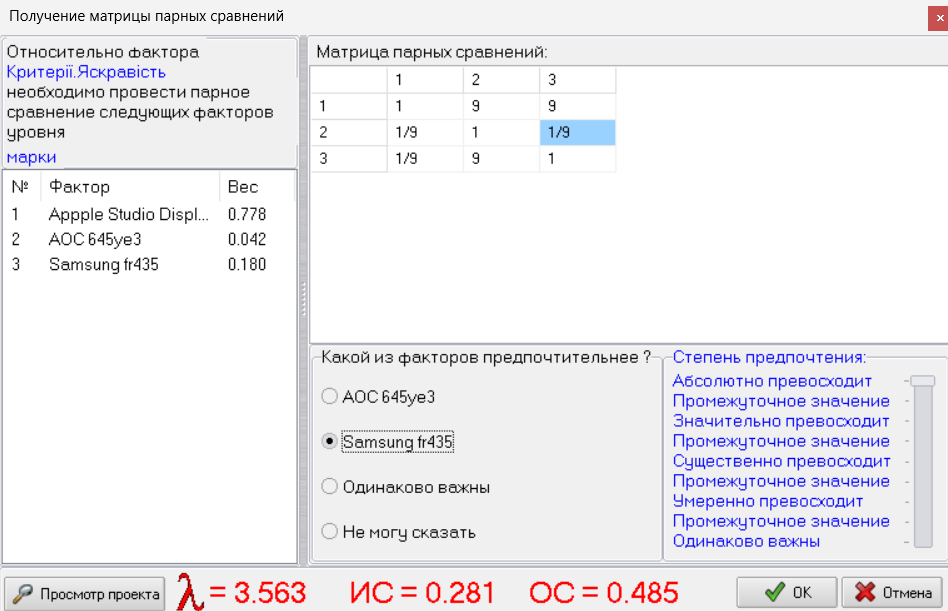 Получение матрицы парных сравнений
Относительно фактора
Критерії.Яскравість
необходимо провести парное
сравнение следующих факторов
уровня
марки
№ Фактор Вес
1 Appple Studio Displ... 0.778
2 AOC 645ye3 0.042
3 Samsung fr435 0.180
Матрица парных сравнений:
1 2 3
1 1 9 9
2 1/9 1 1/9
3 1/9 9 1
Какой из факторов предпочтительнее ?
AOC 645ye3
Samsung fr435
Одинаково важны
Не могу сказать
Степень предпочтения:
Абсолютно превосходит
Промежуточное значение
Значительно превосходит
Промежуточное значение
Существенно превосходит
Промежуточное значение
Умеренно превосходит
Промежуточное значение
Одинаково важны
Просмотр проекта
λ = 3.563 ИС = 0.281 ОС = 0.485
OK
Отмена